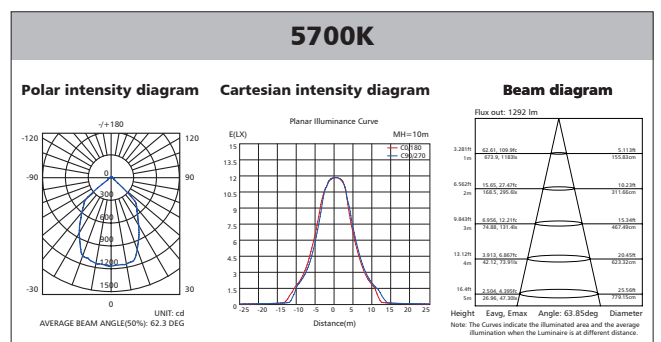 5700K
Polar intensity diagram
-/+180
-120
120
-90
90
0
300
600
900
1200
1500
-30
30
0
UNIT: cd
AVERAGE BEAM ANGLE(50%): 62.3 DEG
Cartesian intensity diagram
Planar Illuminance Curve
E(LX)
MH=10m
C0/180
C90/270
15
13.5
12
10.5
9
7.5
6
4.5
3
1.5
0
-25 -20 -15 -10 -5 0 5 10 15 20 25
Distance(m)
Beam diagram
Flux out: 1292 lm
3.281ft 62.61, 109.9fc 5.113ft
1m 673.9, 1183lx 155.83cm
6.562ft 15.65, 27.47fc 10.23ft
2m 168.5, 295.6lx 311.66cm
9.843ft 6.956, 12.21fc 15.34ft
3m 74.88, 131.4lx 467.49cm
13.12ft 3.913, 6.867fc 20.45ft
4m 42.12, 73.91lx 623.32cm
16.4ft 2.504, 4.395fc 25.56ft
5m 26.96, 47.30lx 779.15cm
Height Eavg, Emax Angle: 63.85deg Diameter
Note: The Curves indicate the illuminated area and the average
illumination when the Luminaire is at different distance.